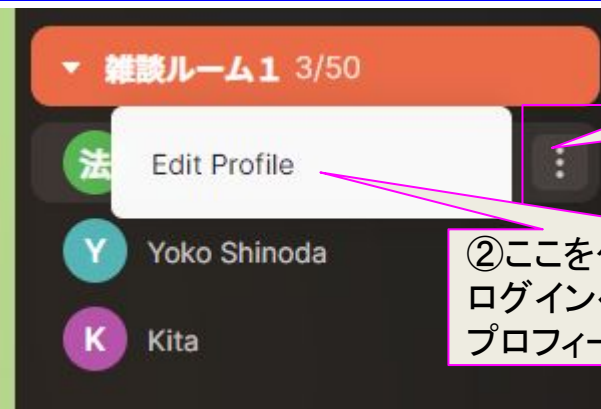 雑談ルーム1 3/50
法
Edit Profile
Y Yoko Shinoda
②ここを
ログイン
K Kita
プロフィー